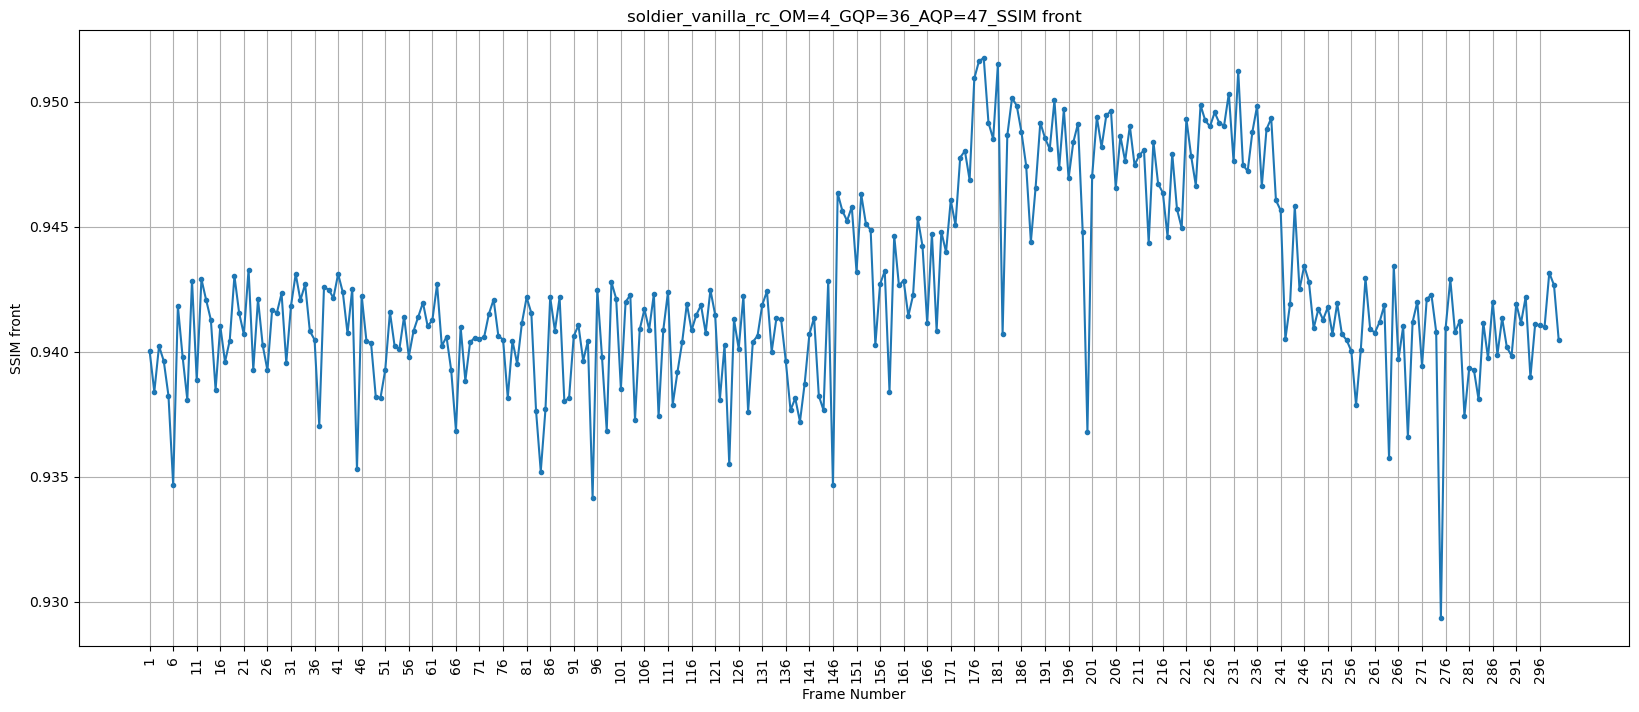 soldier_vanilla_rc_OM=4_GQP=36_AQP=47_SSIM front
SSIM front
0.950
0.945
0.940
0.935
0.930
1 6 11 16 21 26 31 36 41 46 51 56 61 66 71 76 81 86 91 96 101 106 111 116 121 126 131 136 141 146 151 156 161 166 171 176 181 186 191 196 201 206 211 216 221 226 231 236 241 246 251 256 261 266 271 276 281 286 291 296
Frame Number